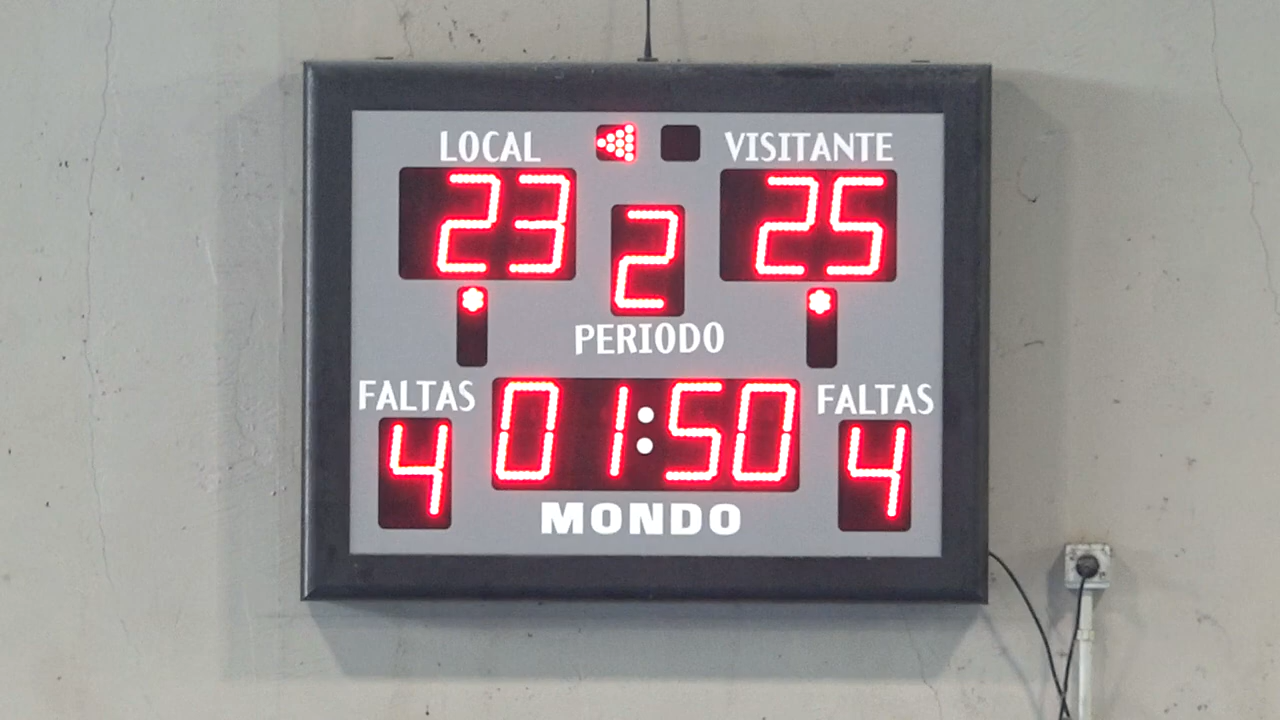 LOCAL VISITANTE
23 2 25
PERIODO
FALTAS 01:50 FALTAS
4 4
MONDO